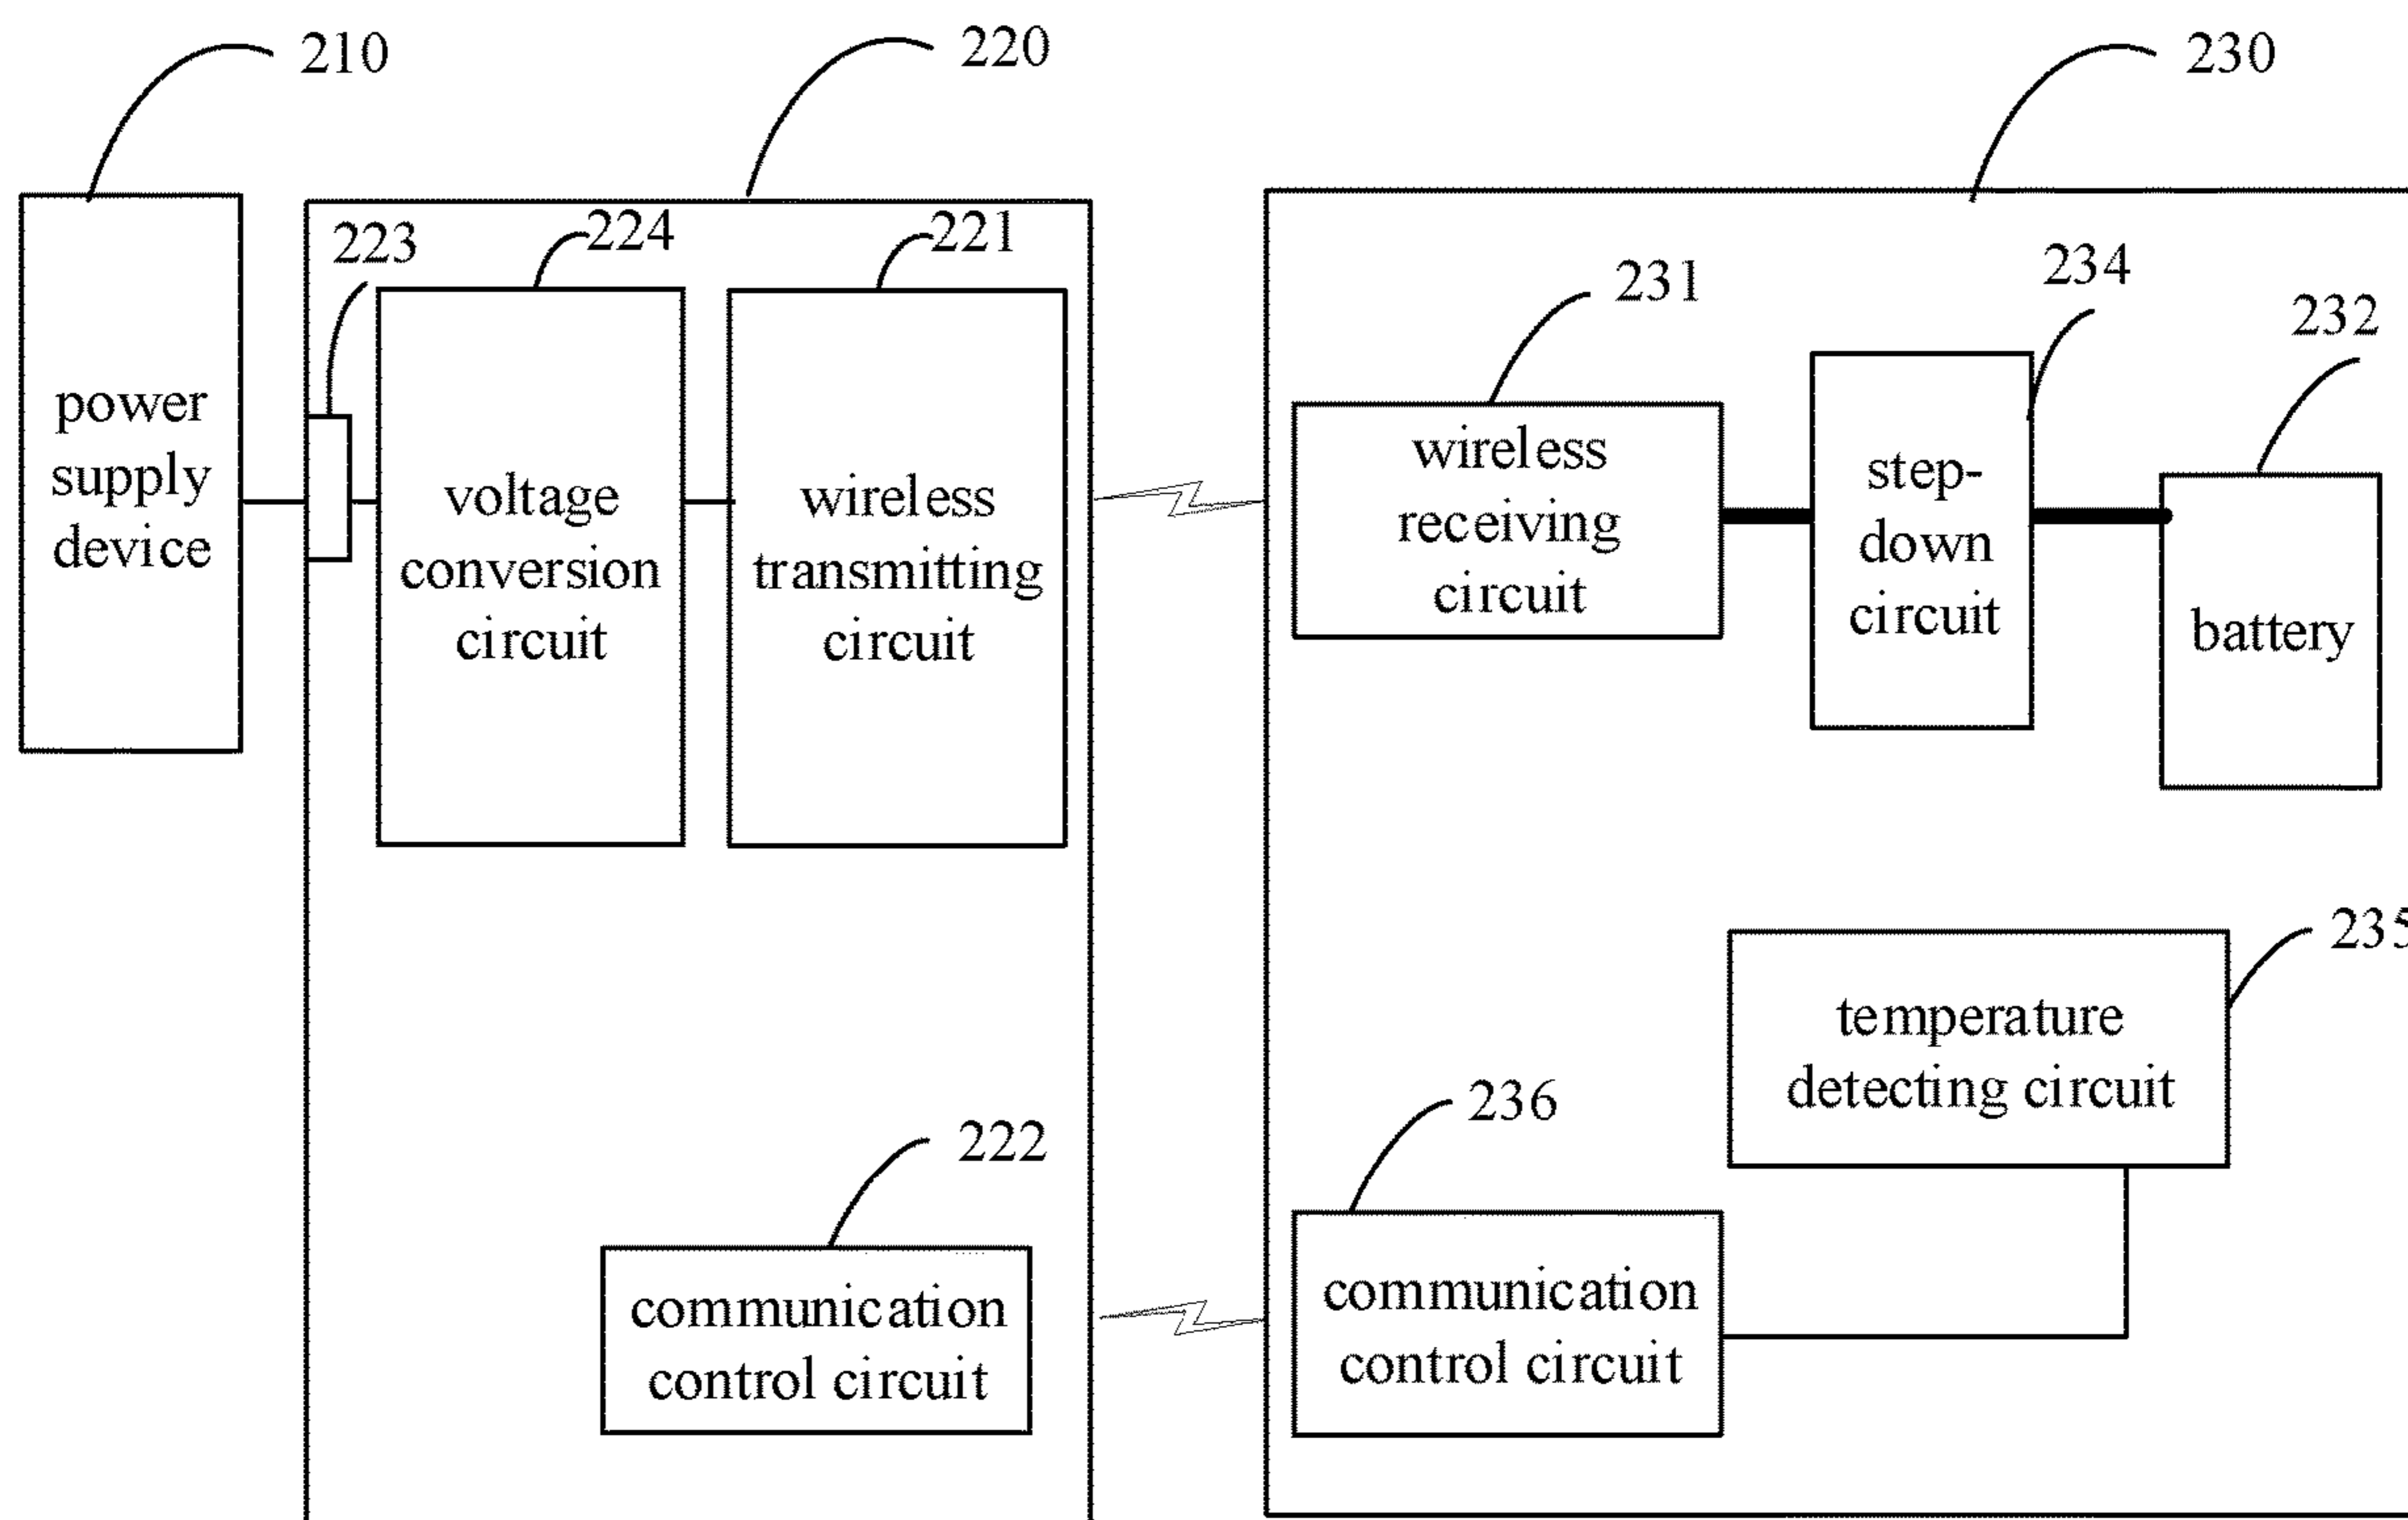 210
220
230
223
224
221
231
234
232
power
supply
device
voltage
conversion
circuit
wireless
transmitting
circuit
wireless
receiving
circuit
step-
down
circuit
battery
235
temperature
detecting circuit
236
222
communication
control circuit
communication
control circuit